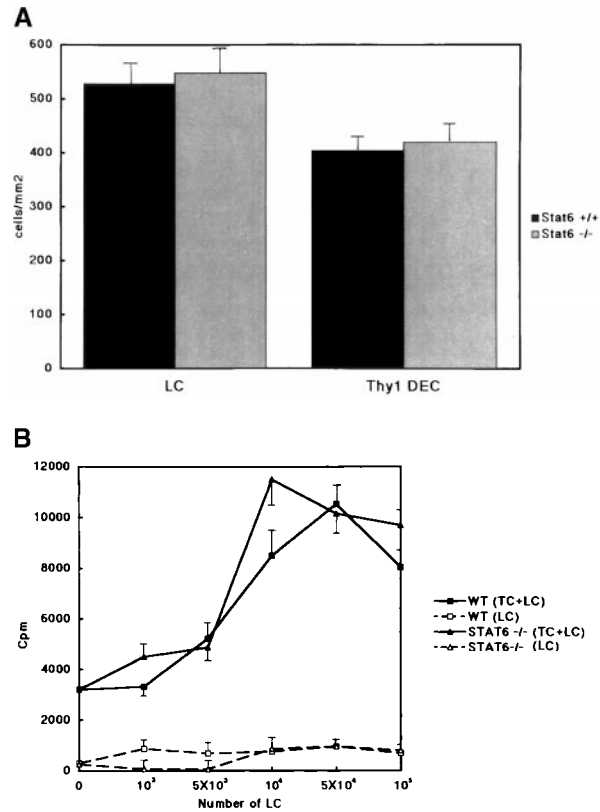 A
600
500
400
300
200
100
0
cells/mm2
LC
Thy1 DEC
Stat6 +/+
Stat6 -/-
B
12000
10000
8000
6000
4000
2000
0
Cpm
0
10³
5X10³
10⁴
5X10⁴
10⁵
Number of LC
WT (TC+LC)
WT (LC)
STAT6 -/- (TC+LC)
STAT6-/- (LC)